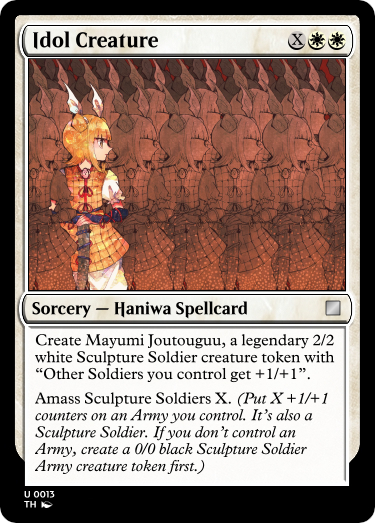 Idol Creature X
Sorcery — Haniwa Spellcard
Create Mayumi Joutouguu, a legendary 2/2
white Sculpture Soldier creature token with
“Other Soldiers you control get +1/+1”.
Amass Sculpture Soldiers X. (Put X +1/+1
counters on an Army you control. It’s also a
Sculpture Soldier. If you don’t control an
Army, create a 0/0 black Sculpture Soldier
Army creature token first.)
U 0013
TH